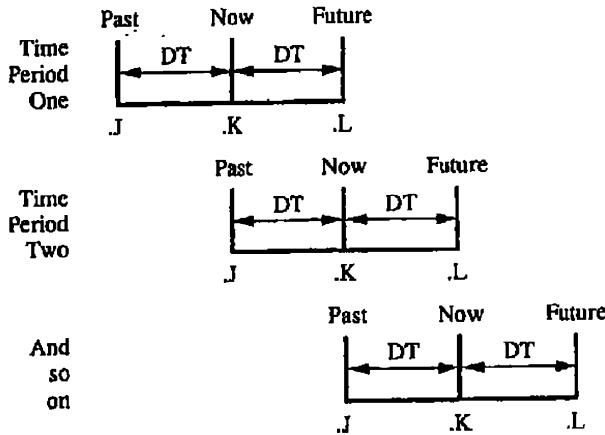 Past Now Future
Time
Period
One
DT DT
.J .K .L
Past Now Future
Time
Period
Two
DT DT
.J .K .L
Past Now Future
And
so
on
DT DT
.J .K .L